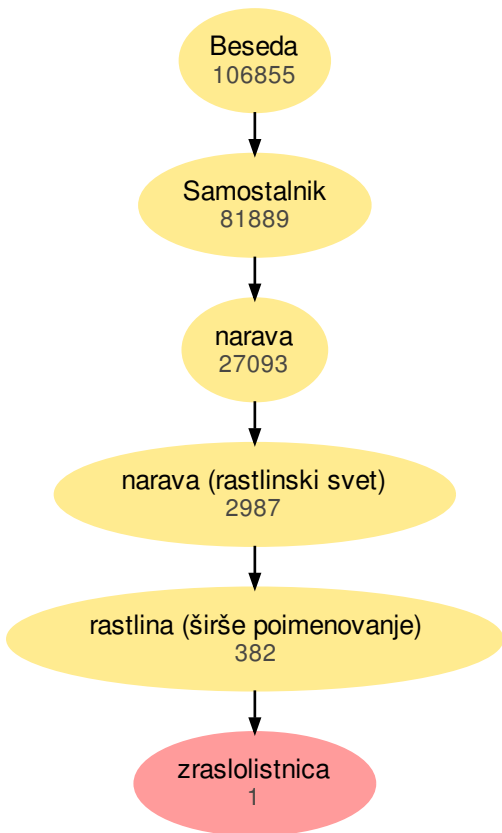 Beseda
106855
Samostalnik
81889
narava
27093
narava (rastlinski svet)
2987
rastlina (širše poimenovanje)
382
zraslolistnica
1